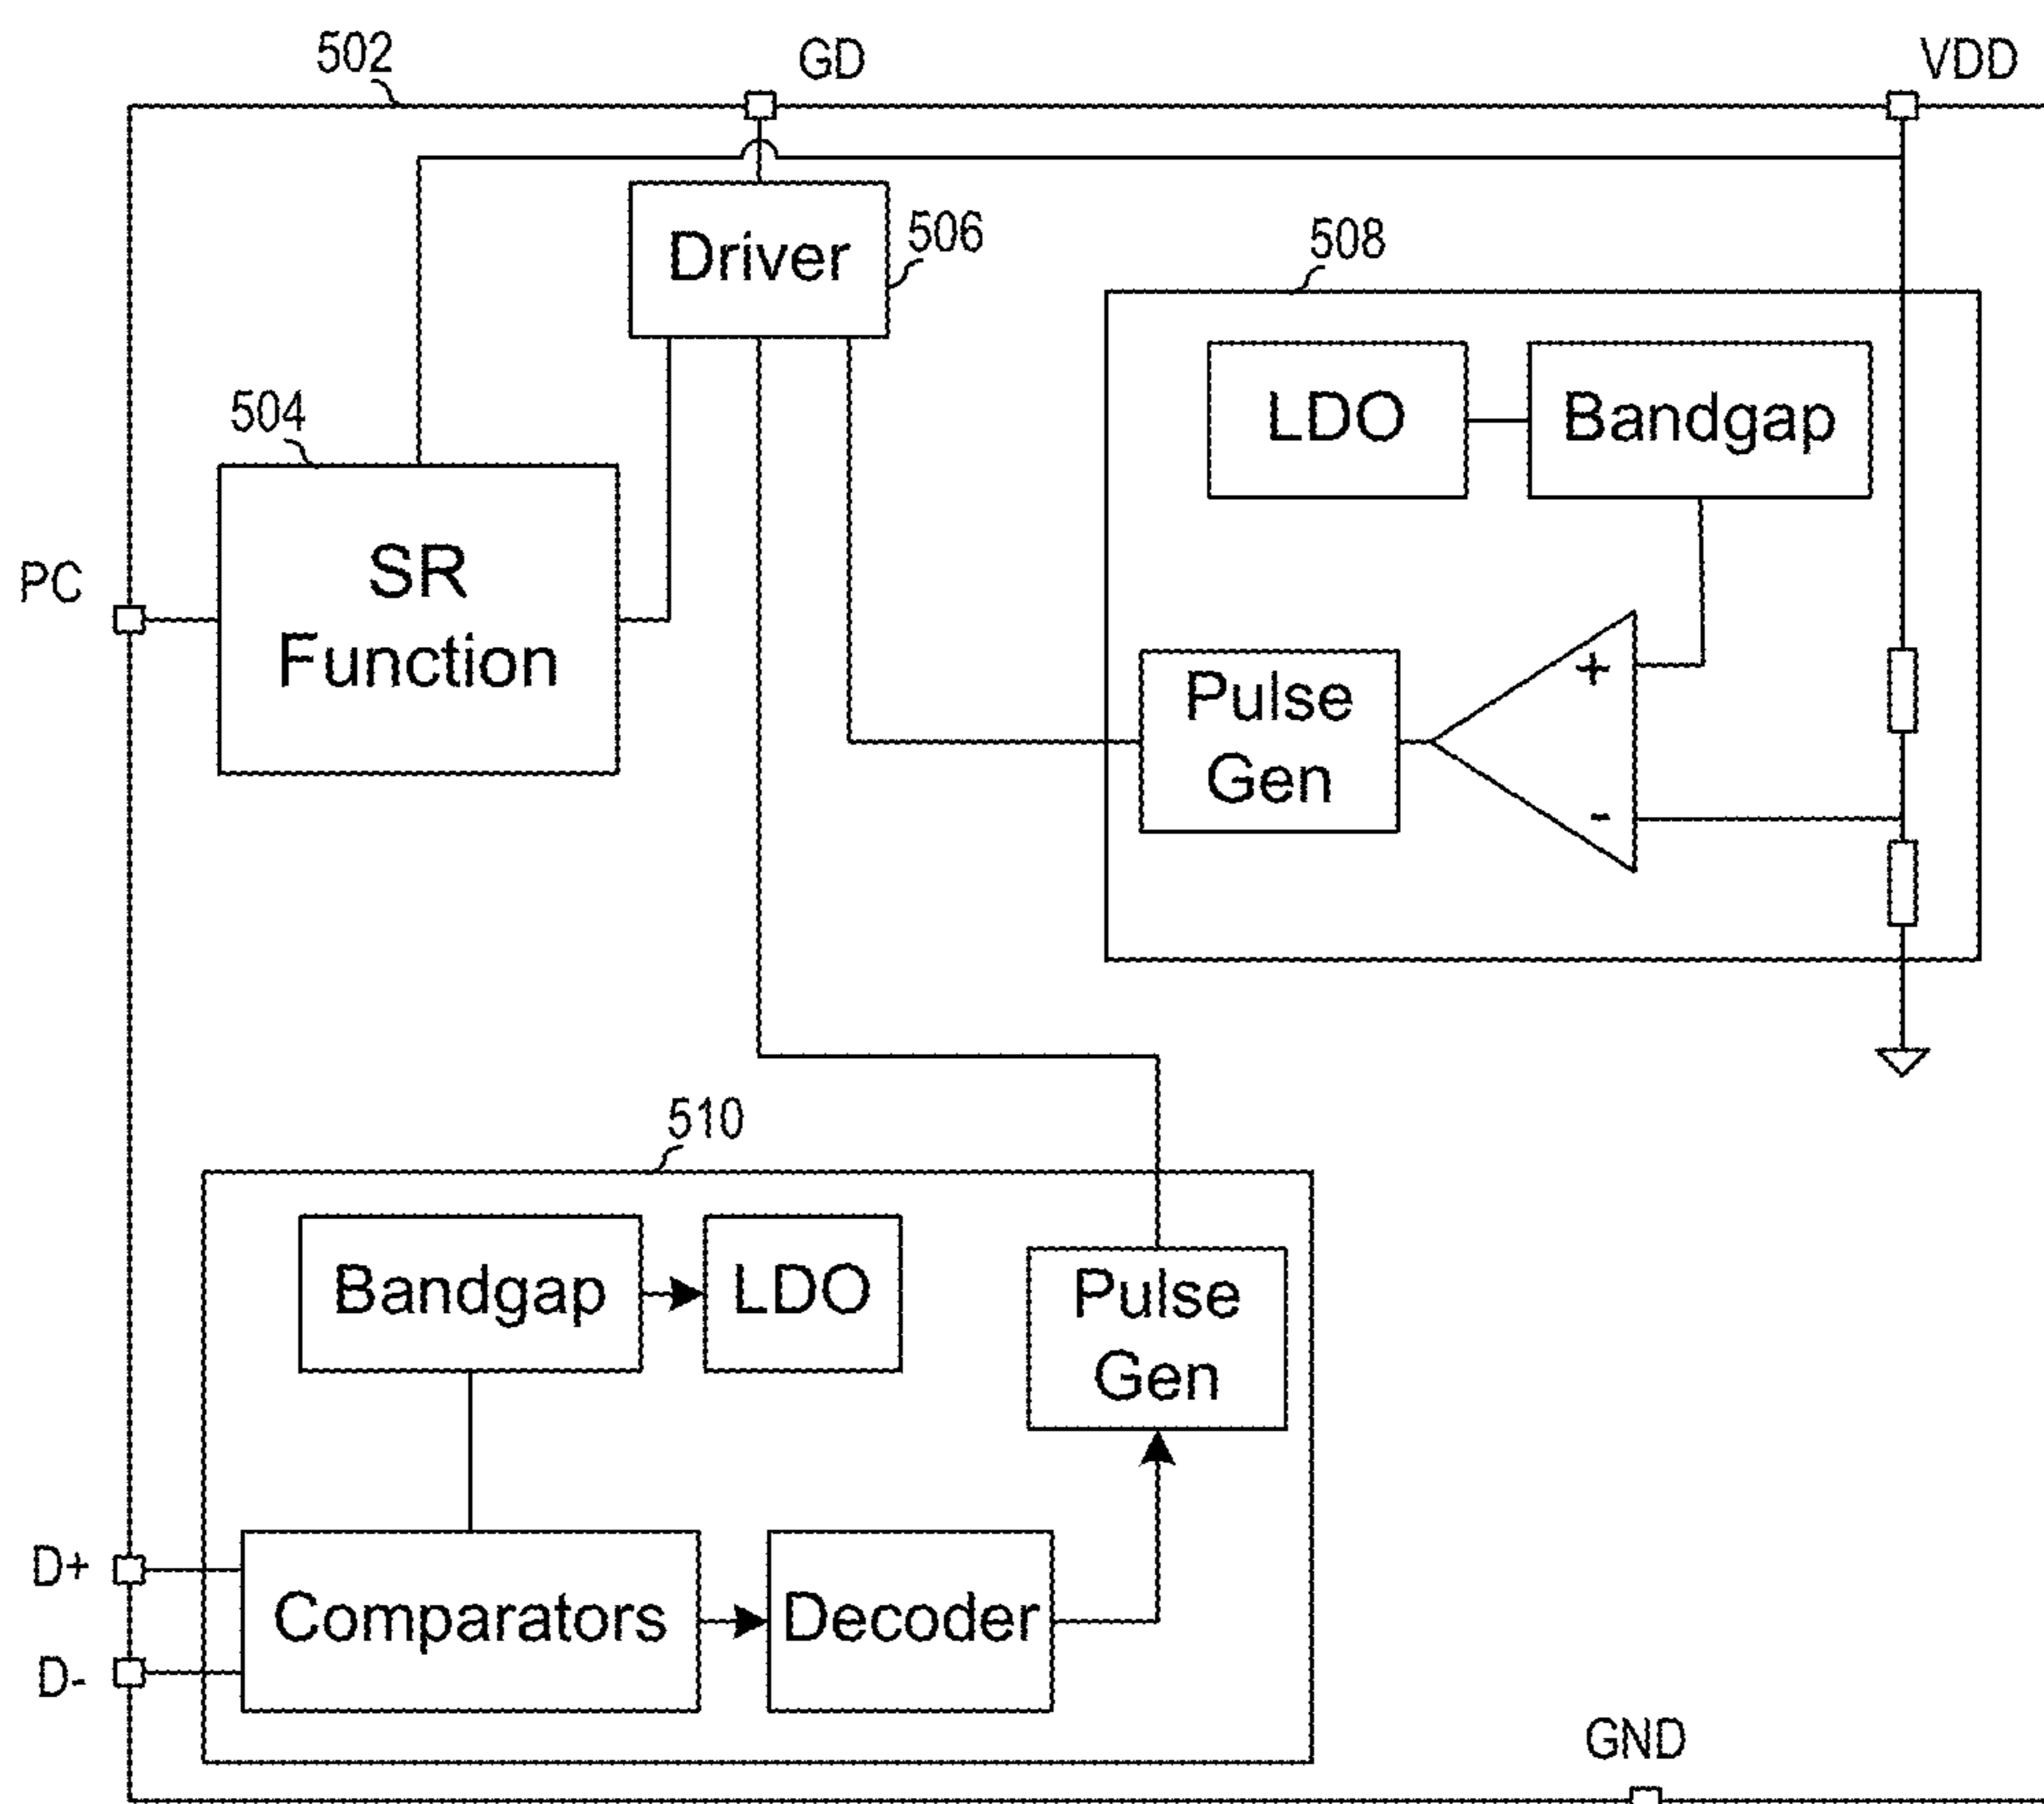 502
GD
VDD
Driver
506
508
504
LDO
Bandgap
SR
Function
PC
+
Pulse
Gen
-
510
Bandgap
LDO
Pulse
Gen
D+
Comparators
Decoder
D-
GND